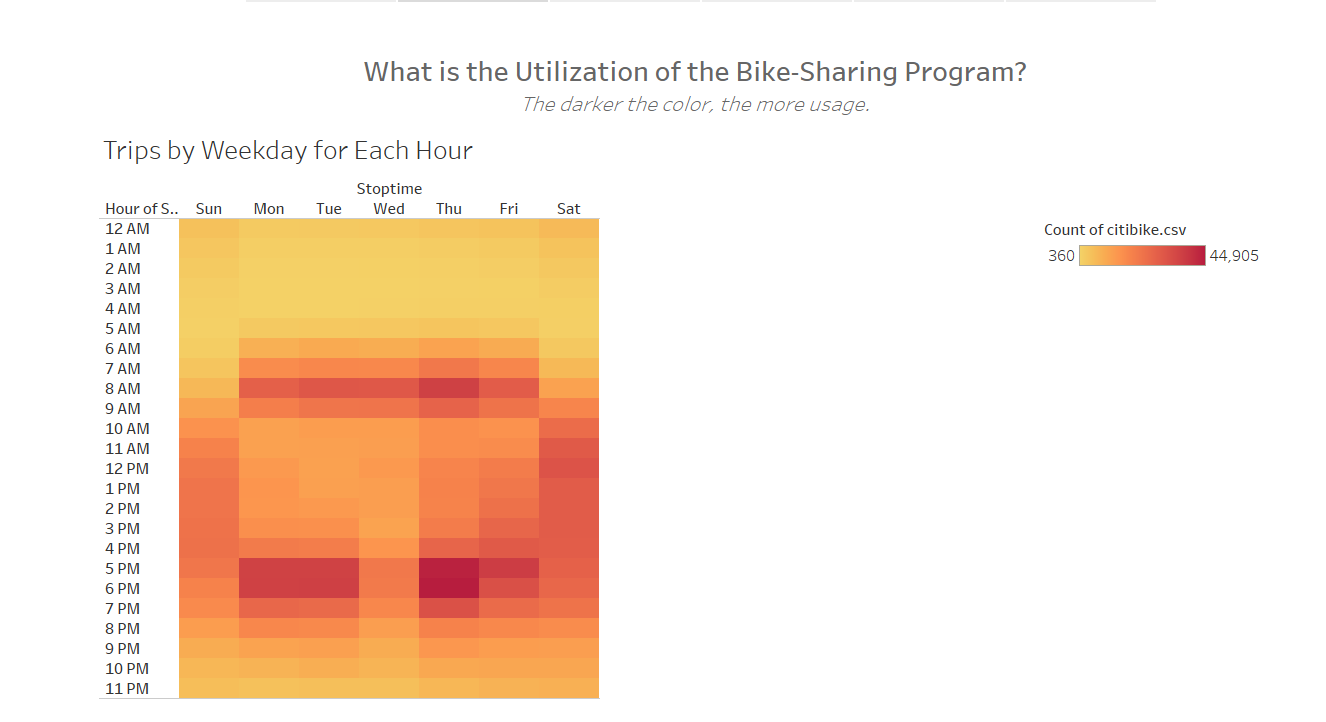 What is the Utilization of the Bike-Sharing Program?
The darker the color, the more usage.
Trips by Weekday for Each Hour
Stoptime
Hour of S.. Sun Mon Tue Wed Thu Fri Sat
12 AM
1 AM
2 AM
3 AM
4 AM
5 AM
6 AM
7 AM
8 AM
9 AM
10 AM
11 AM
12 PM
1 PM
2 PM
3 PM
4 PM
5 PM
6 PM
7 PM
8 PM
9 PM
10 PM
11 PM
Count of citibike.csv
360 44,905